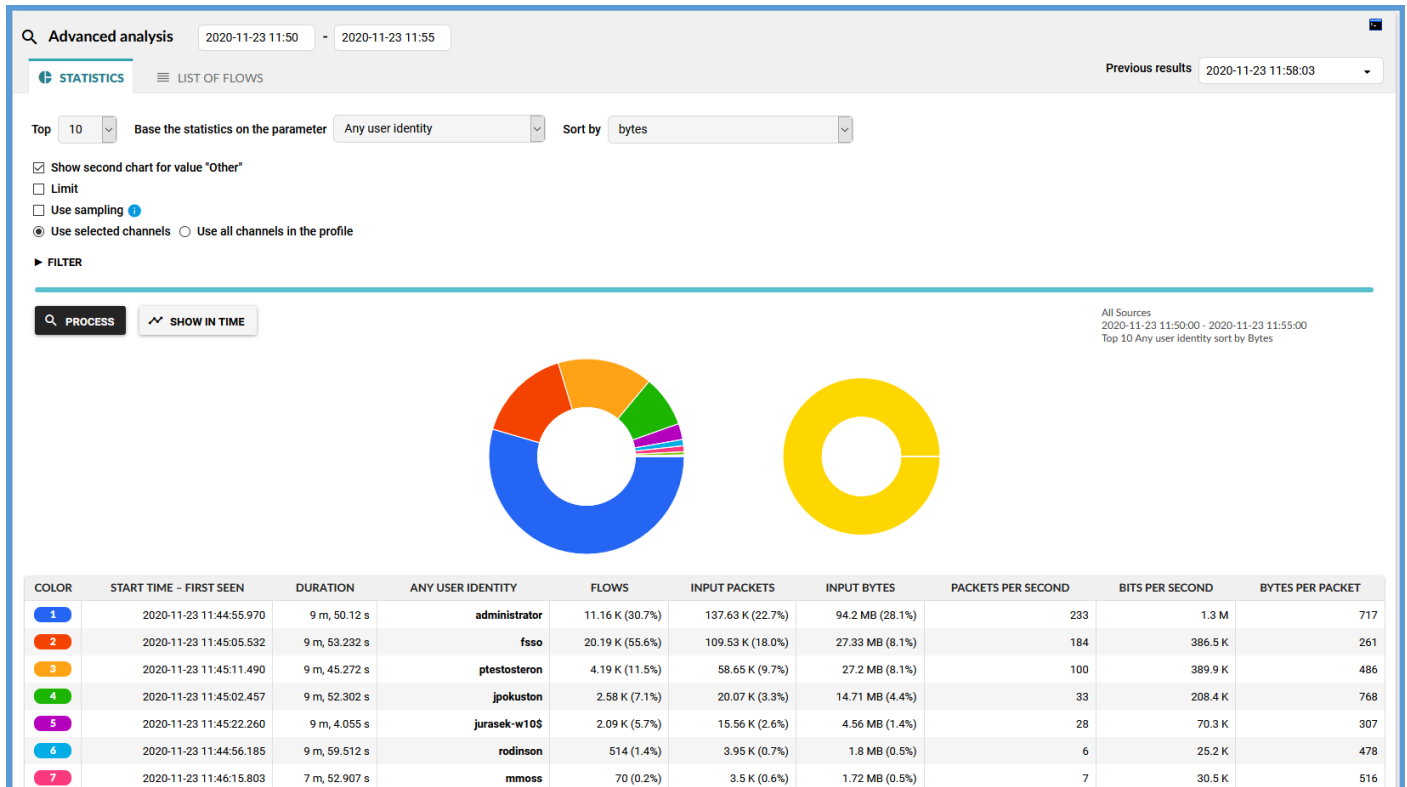 Advanced analysis 2020-11-23 11:50 - 2020-11-23 11:55
STATISTICS LIST OF FLOWS Previous results 2020-11-23 11:58:03
Top 10 Base the statistics on the parameter Any user identity Sort by bytes
Show second chart for value "Other"
Limit
Use sampling i
Use selected channels Use all channels in the profile
FILTER
PROCESS SHOW IN TIME
All Sources
2020-11-23 11:50:00 - 2020-11-23 11:55:00
Top 10 Any user identity sort by Bytes
COLOR START TIME – FIRST SEEN DURATION ANY USER IDENTITY FLOWS INPUT PACKETS INPUT BYTES PACKETS PER SECOND BITS PER SECOND BYTES PER PACKET
1 2020-11-23 11:44:55.970 9 m, 50.12 s administrator 11.16 K (30.7%) 137.63 K (22.7%) 94.2 MB (28.1%) 233 1.3 M 717
2 2020-11-23 11:45:05.532 9 m, 53.232 s fsso 20.19 K (55.6%) 109.53 K (18.0%) 27.33 MB (8.1%) 184 386.5 K 261
3 2020-11-23 11:45:11.490 9 m, 45.272 s ptestosteron 4.19 K (11.5%) 58.65 K (9.7%) 27.2 MB (8.1%) 100 389.9 K 486
4 2020-11-23 11:45:02.457 9 m, 52.302 s jpokuston 2.58 K (7.1%) 20.07 K (3.3%) 14.71 MB (4.4%) 33 208.4 K 768
5 2020-11-23 11:45:22.260 9 m, 4.055 s jurasek-w10$ 2.09 K (5.7%) 15.56 K (2.6%) 4.56 MB (1.4%) 28 70.3 K 307
6 2020-11-23 11:44:56.185 9 m, 59.512 s rodinson 514 (1.4%) 3.95 K (0.7%) 1.8 MB (0.5%) 6 25.2 K 478
7 2020-11-23 11:46:15.803 7 m, 52.907 s mmoss 70 (0.2%) 3.5 K (0.6%) 1.72 MB (0.5%) 7 30.5 K 516